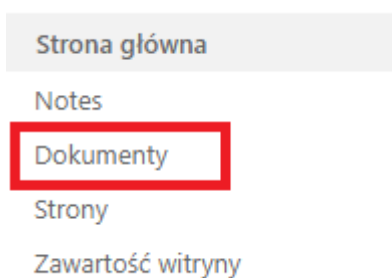 Strona główna
Notes
Dokumenty
Strony
Zawartość witryny